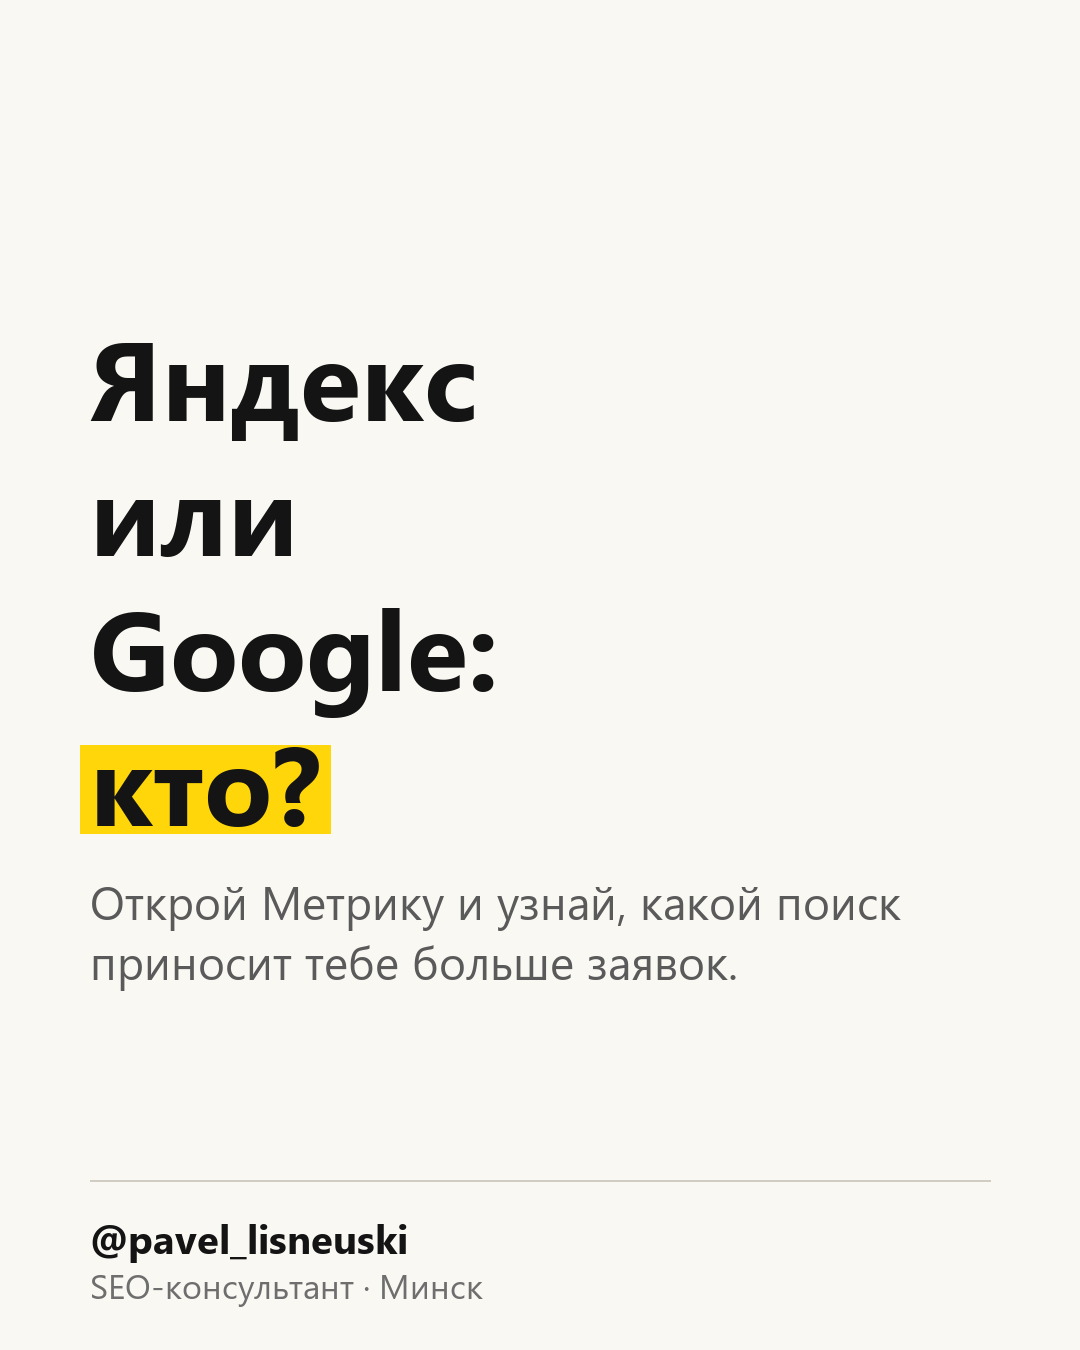 Яндекс
или
Google:
кто?
Открой Метрику и узнай, какой поиск
приносит тебе больше заявок.
@pavel_lisneuski
SEO-консультант · Минск